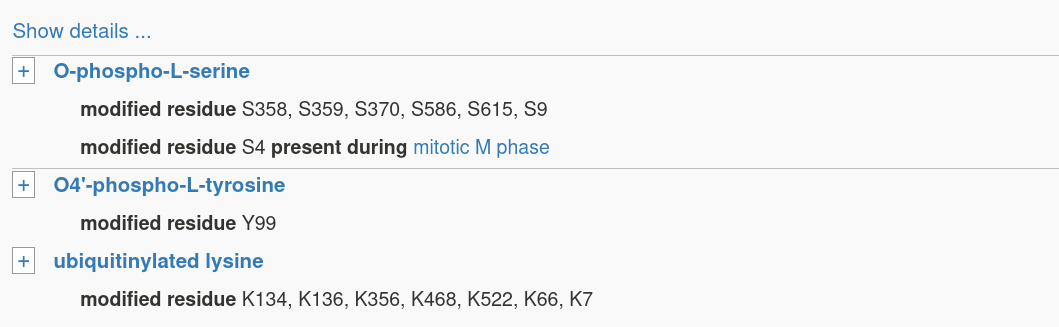 Show details ...
+ O-phospho-L-serine
modified residue S358, S359, S370, S586, S615, S9
modified residue S4 present during mitotic M phase
+ O4'-phospho-L-tyrosine
modified residue Y99
+ ubiquitinylated lysine
modified residue K134, K136, K356, K468, K522, K66, K7